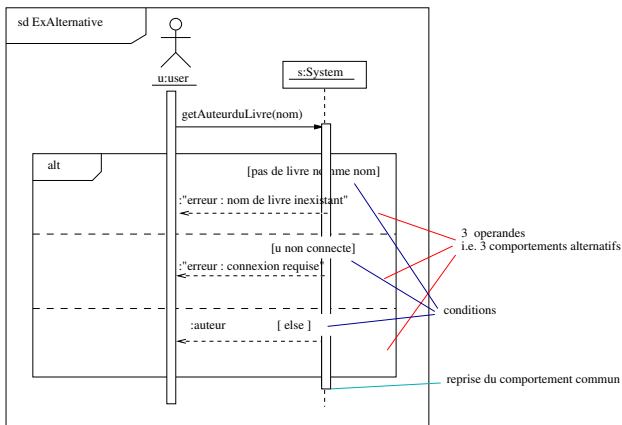 sd ExAlternative
u:user
s:System
getAuteurduLivre(nom)
alt
[pas de livre nomme nom]
:"erreur : nom de livre inexistant"
3 operandes
i.e. 3 comportements alternatifs
[u non connecte]
:"erreur : connexion requise"
conditions
:auteur [ else ]
reprise du comportement commun